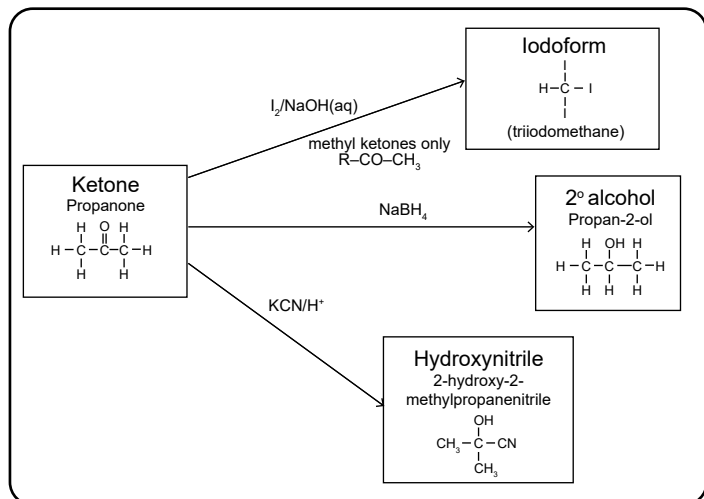 Iodoform
I
H–C – I
I
(triiodomethane)
I₂/NaOH(aq)
methyl ketones only
R–CO–CH₃
Ketone
Propanone
H O H
H – C – C – C – H
H H
NaBH₄
2° alcohol
Propan-2-ol
H OH H
H – C – C – C – H
H H H
KCN/H⁺
Hydroxynitrile
2-hydroxy-2-
methylpropanenitrile
OH
CH₃ – C – CN
CH₃